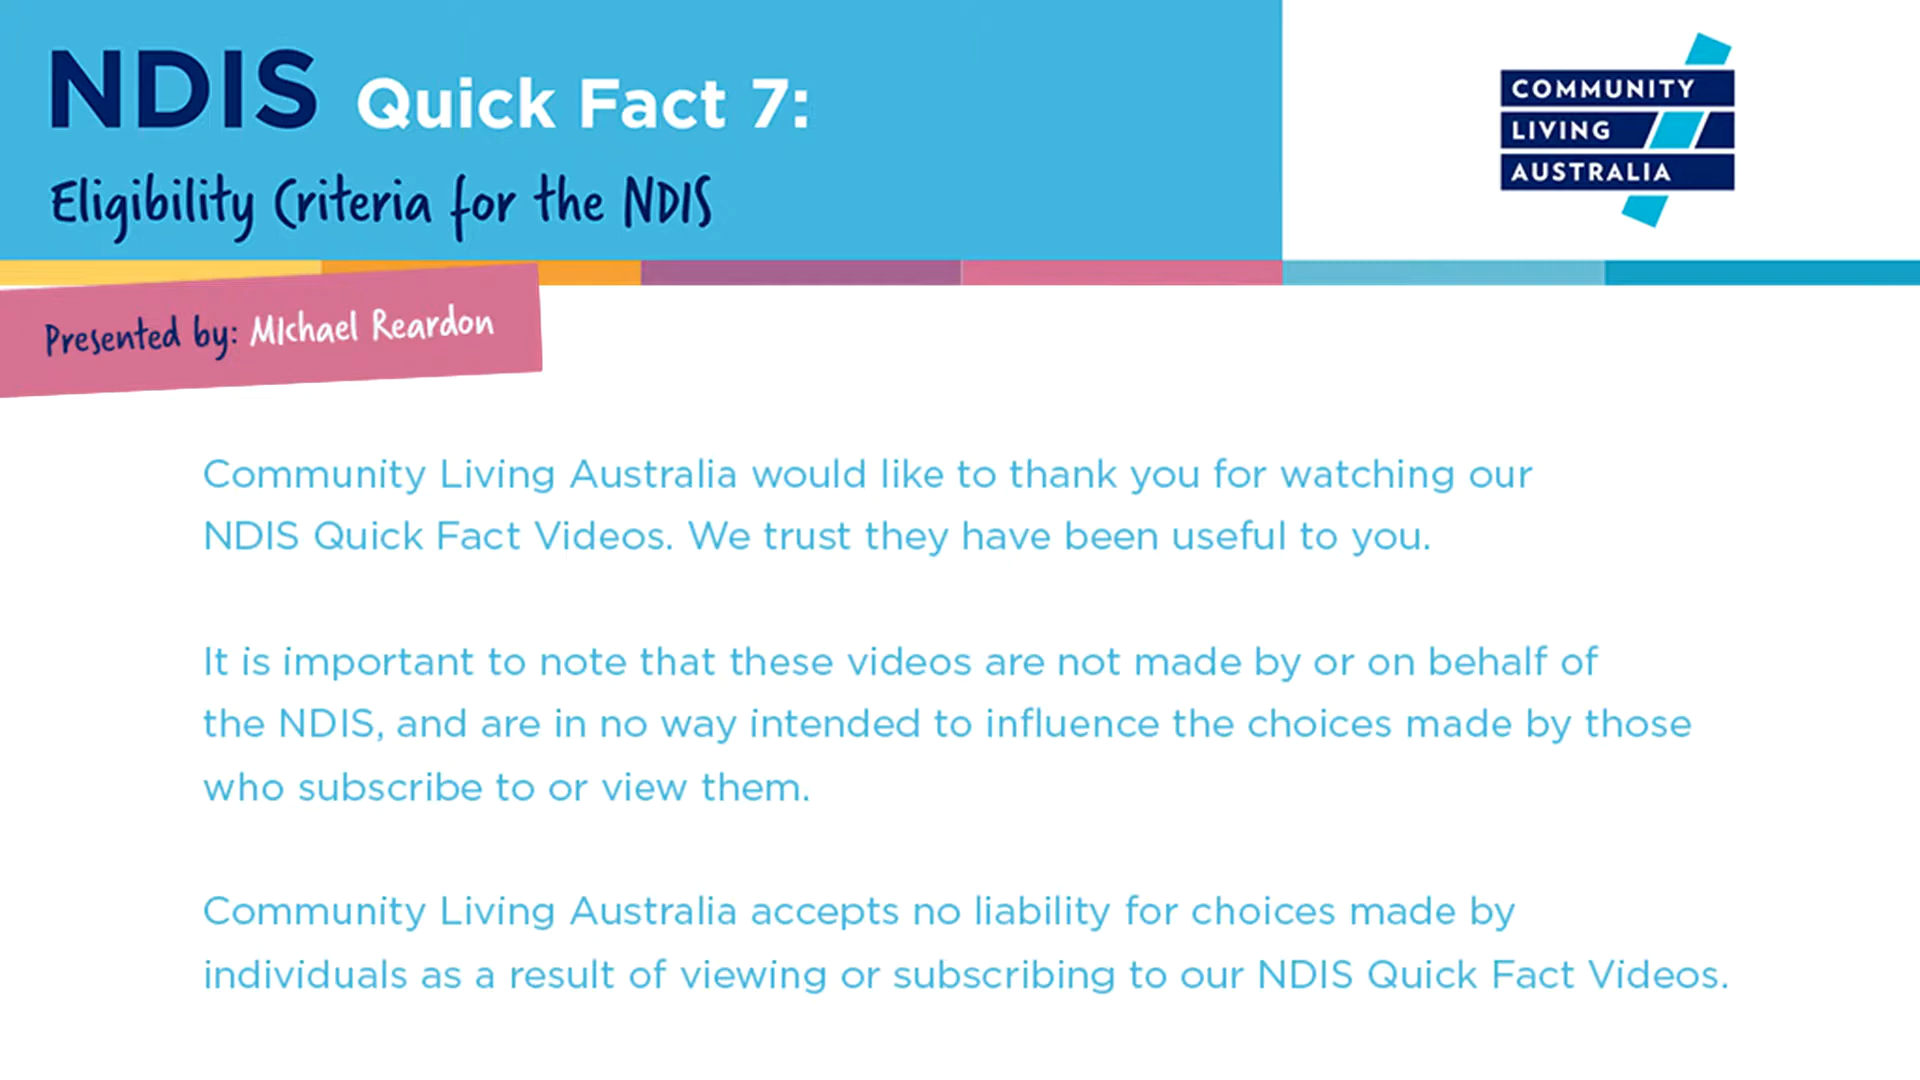 NDIS Quick Fact 7:
Eligibility Criteria for the NDIS
COMMUNITY
LIVING
AUSTRALIA
Presented by: MIchael Reardon
Community Living Australia would like to thank you for watching our
NDIS Quick Fact Videos. We trust they have been useful to you.
It is important to note that these videos are not made by or on behalf of
the NDIS, and are in no way intended to influence the choices made by those
who subscribe to or view them.
Community Living Australia accepts no liability for choices made by
individuals as a result of viewing or subscribing to our NDIS Quick Fact Videos.